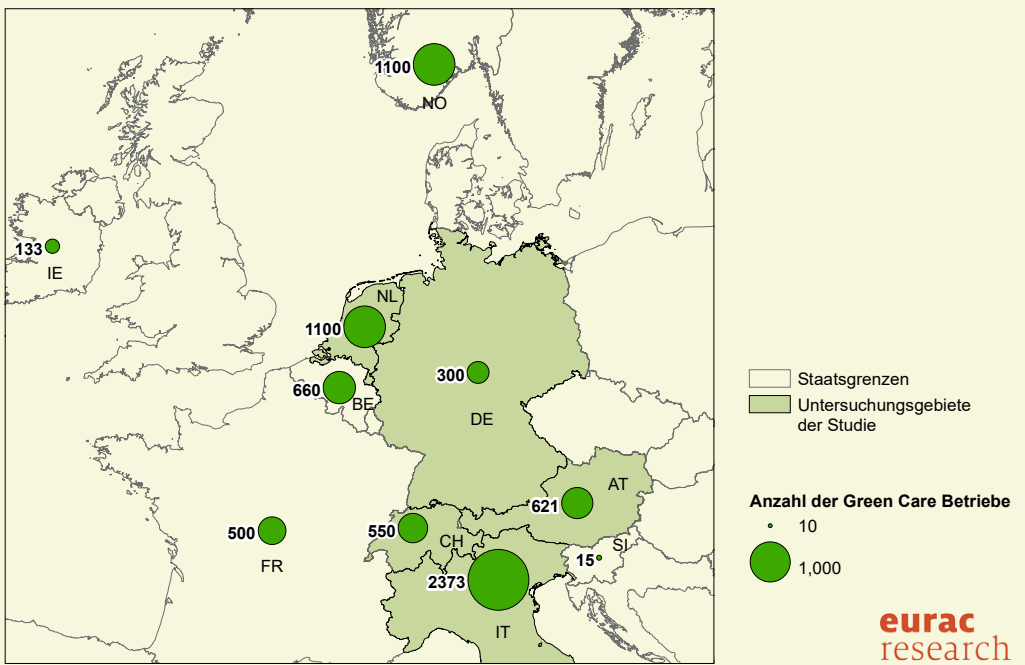 1100
NO
133
IE
NL
1100
660
BE
300
DE
AT
621
550
CH
500
FR
SI
15
2373
IT
Staatsgrenzen
Untersuchungsgebiete
der Studie
Anzahl der Green Care Betriebe
10
1,000
eurac
research